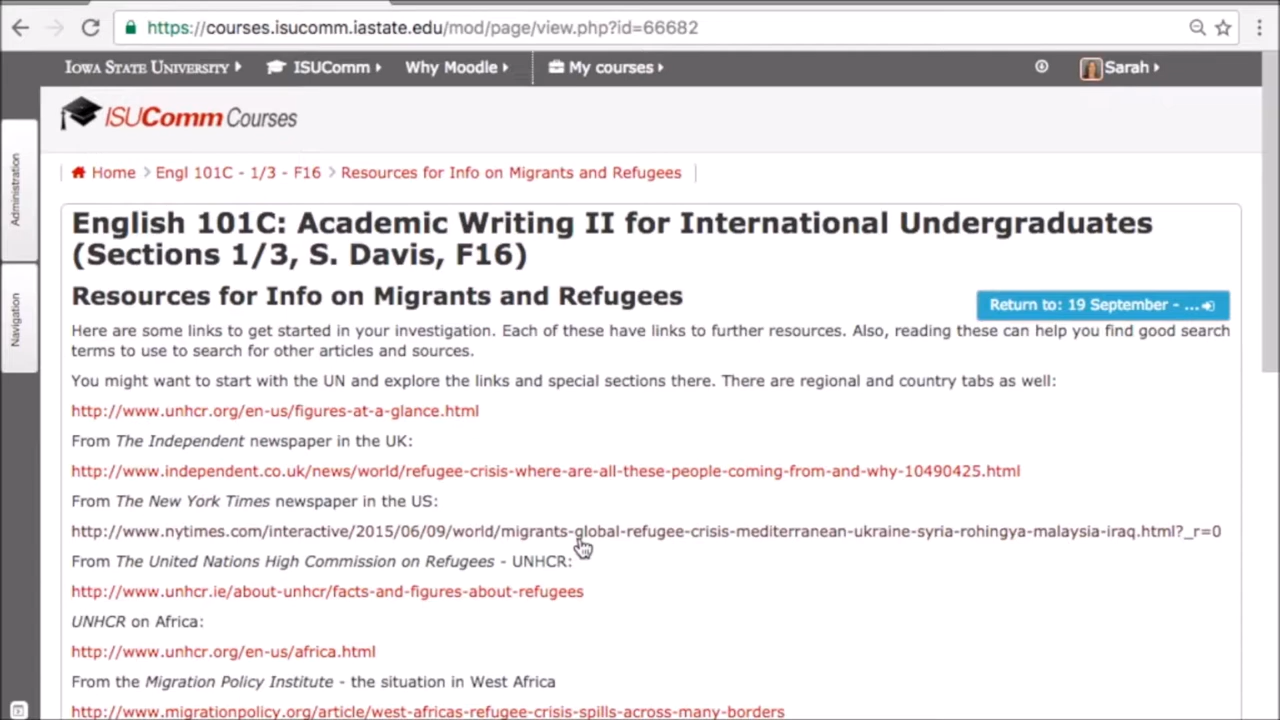 https://courses.isucomm.iastate.edu/mod/page/view.php?id=66682
IOWA STATE UNIVERSITY ISUComm Why Moodle My courses Sarah
ISUComm Courses
Administration
Navigation
Home Engl 101C - 1/3 - F16 Resources for Info on Migrants and Refugees
English 101C: Academic Writing II for International Undergraduates
(Sections 1/3, S. Davis, F16)
Resources for Info on Migrants and Refugees
Return to: 19 September - ...
Here are some links to get started in your investigation. Each of these have links to further resources. Also, reading these can help you find good search
terms to use to search for other articles and sources.
You might want to start with the UN and explore the links and special sections there. There are regional and country tabs as well:
http://www.unhcr.org/en-us/figures-at-a-glance.html
From The Independent newspaper in the UK:
http://www.independent.co.uk/news/world/refugee-crisis-where-are-all-these-people-coming-from-and-why-10490425.html
From The New York Times newspaper in the US:
http://www.nytimes.com/interactive/2015/06/09/world/migrants-global-refugee-crisis-mediterranean-ukraine-syria-rohingya-malaysia-iraq.html?_r=0
From The United Nations High Commission on Refugees - UNHCR:
http://www.unhcr.ie/about-unhcr/facts-and-figures-about-refugees
UNHCR on Africa:
http://www.unhcr.org/en-us/africa.html
From the Migration Policy Institute - the situation in West Africa
http://www.migrationpolicy.org/article/west-africas-refugee-crisis-spills-across-many-borders